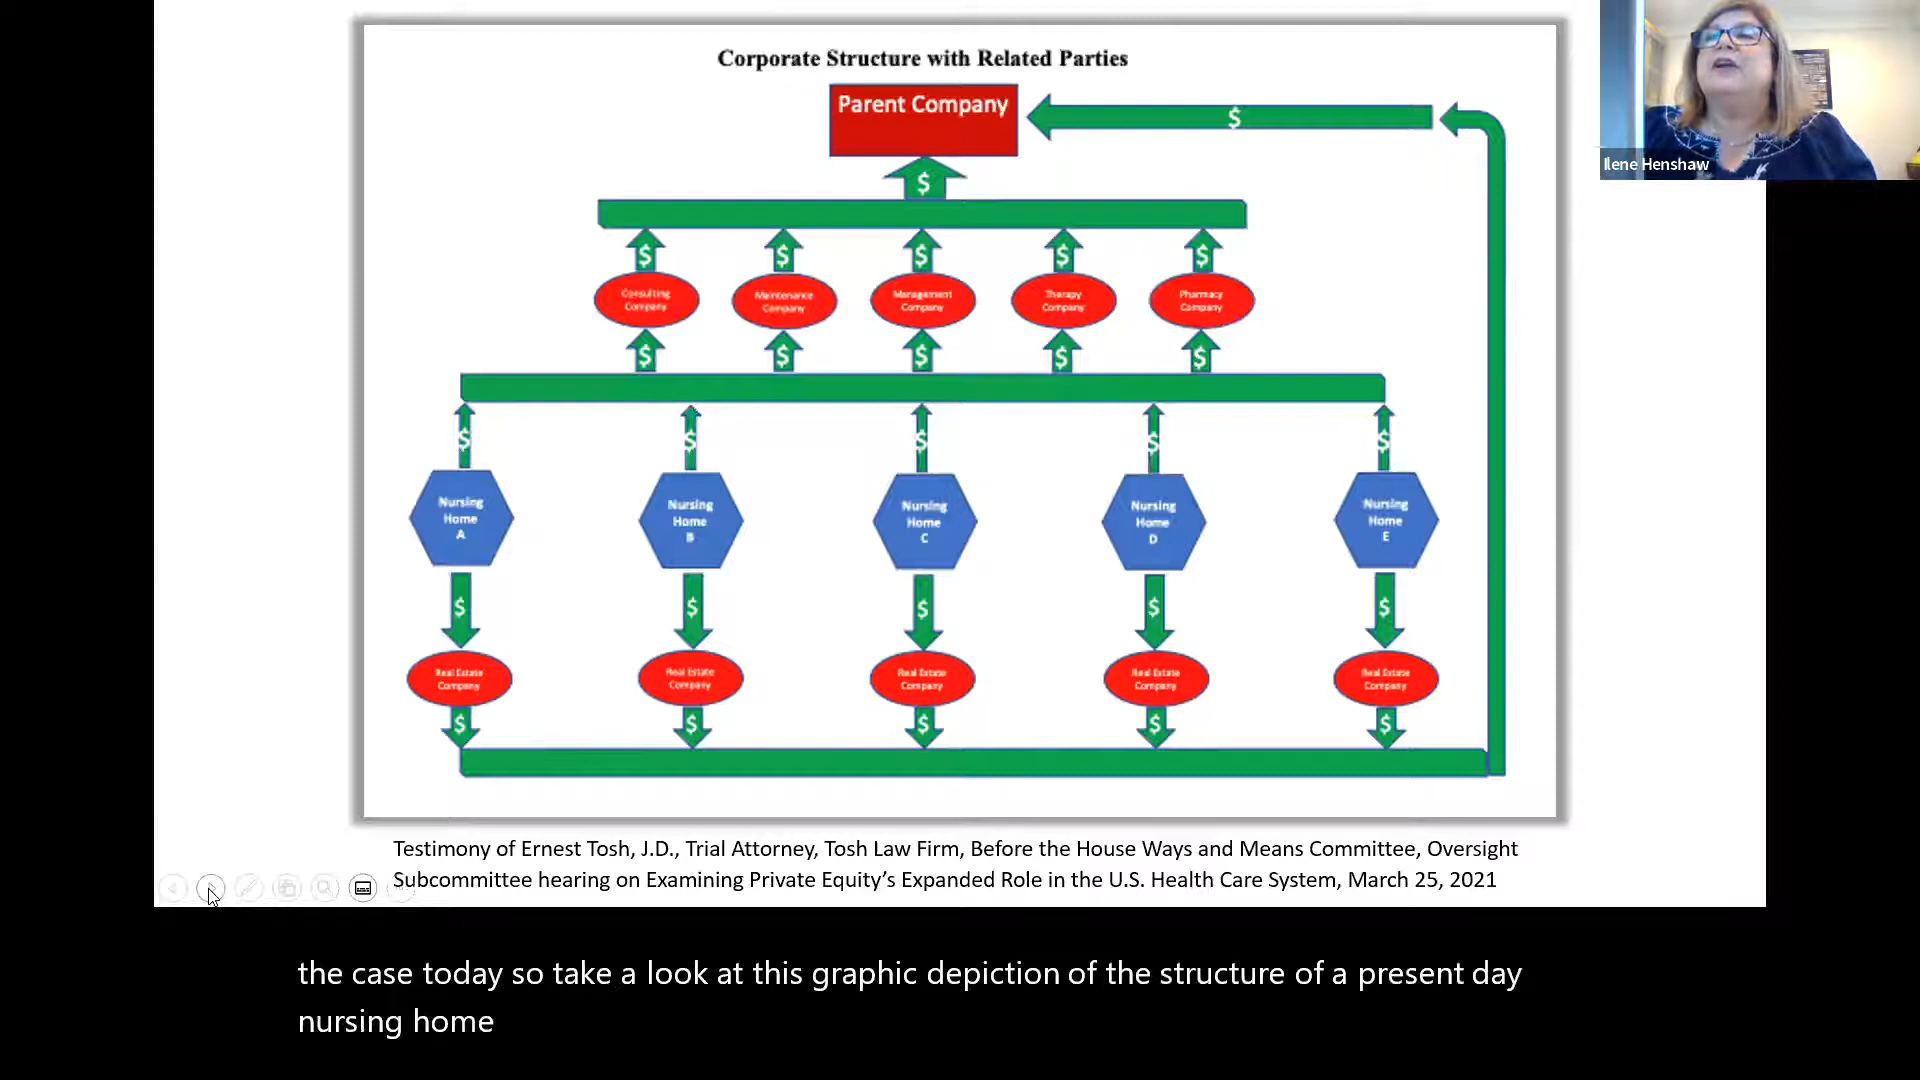 Corporate Structure with Related Parties
Parent Company
$
$
Ilene Henshaw
$ $ $ $ $
Consulting
Company
Maintenance
Company
Management
Company
Therapy
Company
Pharmacy
Company
$ $ $ $ $
$ $ $ $ $
Nursing
Home
A
Nursing
Home
B
Nursing
Home
C
Nursing
Home
D
Nursing
Home
E
$ $ $ $ $
Real Estate
Company
Real Estate
Company
Real Estate
Company
Real Estate
Company
Real Estate
Company
$ $ $ $ $
Testimony of Ernest Tosh, J.D., Trial Attorney, Tosh Law Firm, Before the House Ways and Means Committee, Oversight
Subcommittee hearing on Examining Private Equity’s Expanded Role in the U.S. Health Care System, March 25, 2021
the case today so take a look at this graphic depiction of the structure of a present day
nursing home